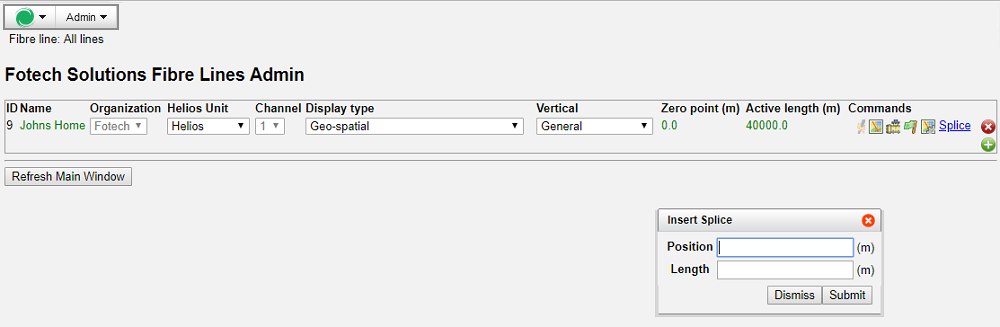 Admin
Fibre line: All lines
Fotech Solutions Fibre Lines Admin
ID Name Organization Helios Unit Channel Display type Vertical Zero point (m) Active length (m) Commands
9 Johns Home Fotech Helios 1 Geo-spatial General 0.0 40000.0 Splice
Refresh Main Window
Insert Splice
Position (m)
Length (m)
Dismiss Submit